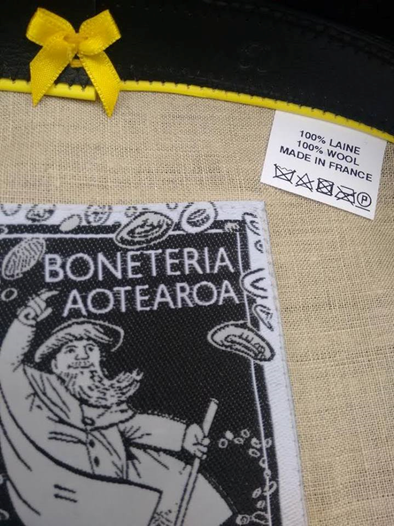 100% LAINE
100% WOOL
MADE IN FRANCE
P
BONETERIA
AOTEAROA